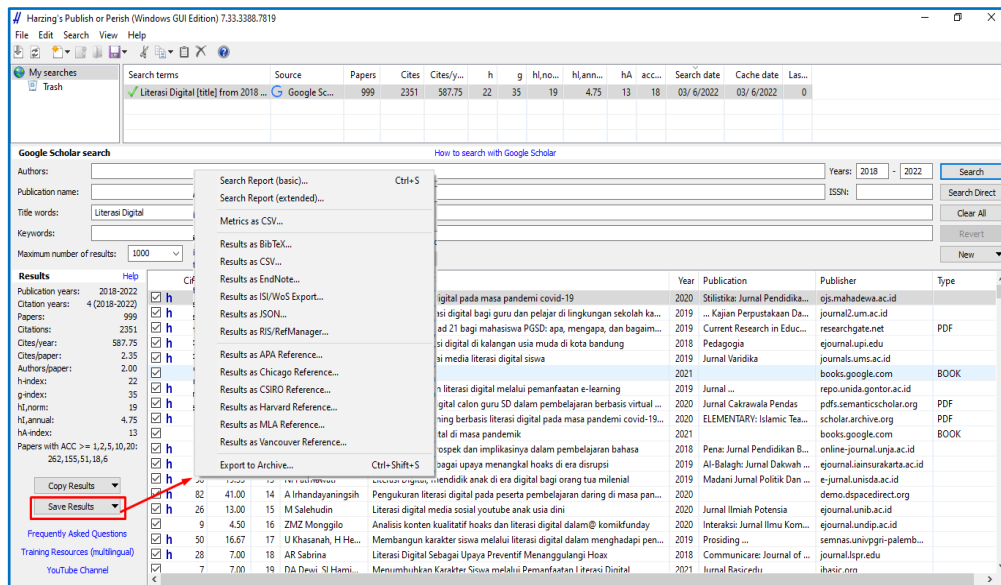 Harzing's Publish or Perish (Windows GUI Edition) 7.33.3388.7819
File Edit Search View Help
My searches
Trash
Search terms Source Papers Cites Cites/y... h g hI,no... hI,ann... hA acc... Search date Cache date Las...
Literasi Digital [title] from 2018 ... Google Sc... 999 2351 587.75 22 35 19 4.75 13 18 03/ 6/2022 03/ 6/2022 0
Google Scholar search How to search with Google Scholar
Authors: Years: 2018 - 2022 Search
Publication name: ISSN: Search Direct
Title words: Literasi Digital Clear All
Keywords: Revert
Maximum number of results: 1000 New
Search Report (basic)... Ctrl+S
Search Report (extended)...
Metrics as CSV...
Results as BibTeX...
Results as CSV...
Results as EndNote...
Results as ISI/WoS Export...
Results as JSON...
Results as RIS/RefManager...
Results as APA Reference...
Results as Chicago Reference...
Results as CSIRO Reference...
Results as Harvard Reference...
Results as MLA Reference...
Results as Vancouver Reference...
Export to Archive... Ctrl+Shift+S
Results Help
Publication years: 2018-2022
Citation years: 4 (2018-2022)
Papers: 999
Citations: 2351
Cites/year: 587.75
Cites/paper: 2.35
Authors/paper: 2.00
h-index: 22
g-index: 35
hI,norm: 19
hI,annual: 4.75
hA-index: 13
Papers with ACC >= 1,2,5,10,20:
262,155,51,18,6
Copy Results
Save Results
Frequently Asked Questions
Training Resources (multilingual)
YouTube Channel
Year Publication Publisher Type
h igital pada masa pandemi covid-19 2020 Stilistika: Jurnal Pendidika... ojs.mahadewa.ac.id
h asi digital bagi guru dan pelajar di lingkungan sekolah ka... 2019 ... Kajian Perpustakaan Da... journal2.um.ac.id
h ad 21 bagi mahasiswa PGSD: apa, mengapa, dan bagaim... 2019 Current Research in Educ... researchgate.net PDF
h si digital di kalangan usia muda di kota bandung 2018 Pedagogia ejournal.upi.edu
h ai media literasi digital siswa 2019 Jurnal Varidika journals.ums.ac.id
2021 books.google.com BOOK
h n literasi digital melalui pemanfaatan e-learning 2019 Jurnal ... repo.unida.gontor.ac.id
h igital calon guru SD dalam pembelajaran berbasis virtual ... 2020 Jurnal Cakrawala Pendas pdfs.semanticscholar.org PDF
h ning berbasis literasi digital pada masa pandemi covid-19... 2020 ELEMENTARY: Islamic Tea... scholar.archive.org PDF
tal di masa pandemik 2021 books.google.com BOOK
h rospek dan implikasinya dalam pembelajaran bahasa 2018 Pena: Jurnal Pendidikan B... online-journal.unja.ac.id
h bagai upaya menangkal hoaks di era disrupsi 2019 Al-Balagh: Jurnal Dakwah ... ejournal.iainsurakarta.ac.id
h mendidik anak di era digital bagi orang tua milenial 2019 Madani Jurnal Politik Dan ... e-jurnal.unisda.ac.id
h 82 41.00 14 A Irhandayaningsih Pengukuran literasi digital pada peserta pembelajaran daring di masa pan... 2020 demo.dspacedirect.org
h 26 13.00 15 M Salehudin Literasi digital media sosial youtube anak usia dini 2020 Jurnal Ilmiah Potensia ejournal.unib.ac.id
9 4.50 16 ZMZ Monggilo Analisis konten kualitatif hoaks dan literasi digital dalam@ komikfunday 2020 Interaksi: Jurnal Ilmu Kom... ejournal.undip.ac.id
h 50 16.67 17 U Khasanah, H He... Membangun karakter siswa melalui literasi digital dalam menghadapi pen... 2019 Prosiding ... semnas.univpgri-palemb...
h 28 7.00 18 AR Sabrina Literasi Digital Sebagai Upaya Preventif Menanggulangi Hoax 2018 Communicare: Journal of ... journal.lspr.edu
7 7.00 19 DA Dewi, SI Hami... Menumbuhkan Karakter Siswa melalui Pemanfaatan Literasi Digital 2021 Jurnal Basicedu jbasic.org